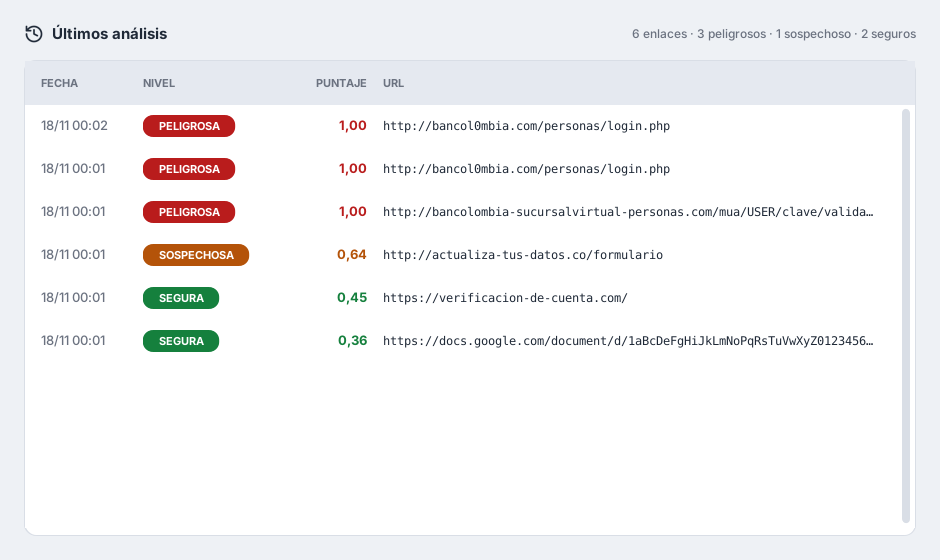 Últimos análisis
6 enlaces · 3 peligrosos · 1 sospechoso · 2 seguros
FECHA NIVEL PUNTAJE URL
18/11 00:02 PELIGROSA 1,00 http://bancol0mbia.com/personas/login.php
18/11 00:01 PELIGROSA 1,00 http://bancol0mbia.com/personas/login.php
18/11 00:01 PELIGROSA 1,00 http://bancolombia-sucursalvirtual-personas.com/mua/USER/clave/valida…
18/11 00:01 SOSPECHOSA 0,64 http://actualiza-tus-datos.co/formulario
18/11 00:01 SEGURA 0,45 https://verificacion-de-cuenta.com/
18/11 00:01 SEGURA 0,36 https://docs.google.com/document/d/1aBcDeFgHiJkLmNoPqRsTuVwXyZ0123456…